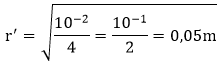 r′ = √(10⁻²/4) = 10⁻¹/2 = 0,05m